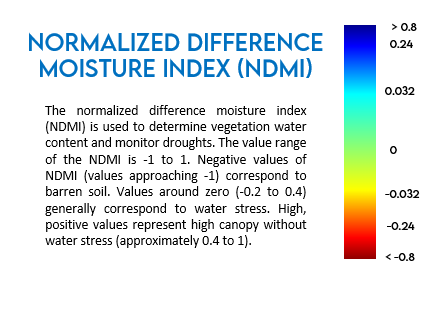 NORMALIZED DIFFERENCE
MOISTURE INDEX (NDMI)
The normalized difference moisture index
(NDMI) is used to determine vegetation water
content and monitor droughts. The value range
of the NDMI is -1 to 1. Negative values of
NDMI (values approaching -1) correspond to
barren soil. Values around zero (-0.2 to 0.4)
generally correspond to water stress. High,
positive values represent high canopy without
water stress (approximately 0.4 to 1).
> 0.8
0.24
0.032
0
-0.032
-0.24
< -0.8